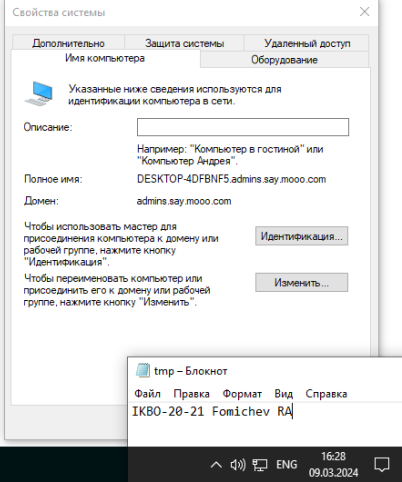 Свойства системы
Дополнительно Защита системы Удаленный доступ
Имя компьютера Оборудование
Указанные ниже сведения используются для
идентификации компьютера в сети.
Описание:
Например: "Компьютер в гостиной" или
"Компьютер Андрея".
Полное имя: DESKTOP-4DFBNF5.admins.say.mooo.com
Домен: admins.say.mooo.com
Чтобы использовать мастер для
присоединения компьютера к домену или
рабочей группе, нажмите кнопку
"Идентификация".
Идентификация...
Чтобы переименовать компьютер или
присоединить его к домену или рабочей
группе, нажмите кнопку "Изменить".
Изменить...
tmp – Блокнот
Файл Правка Формат Вид Справка
IKBO-20-21 Fomichev RA
ENG
16:28
09.03.2024